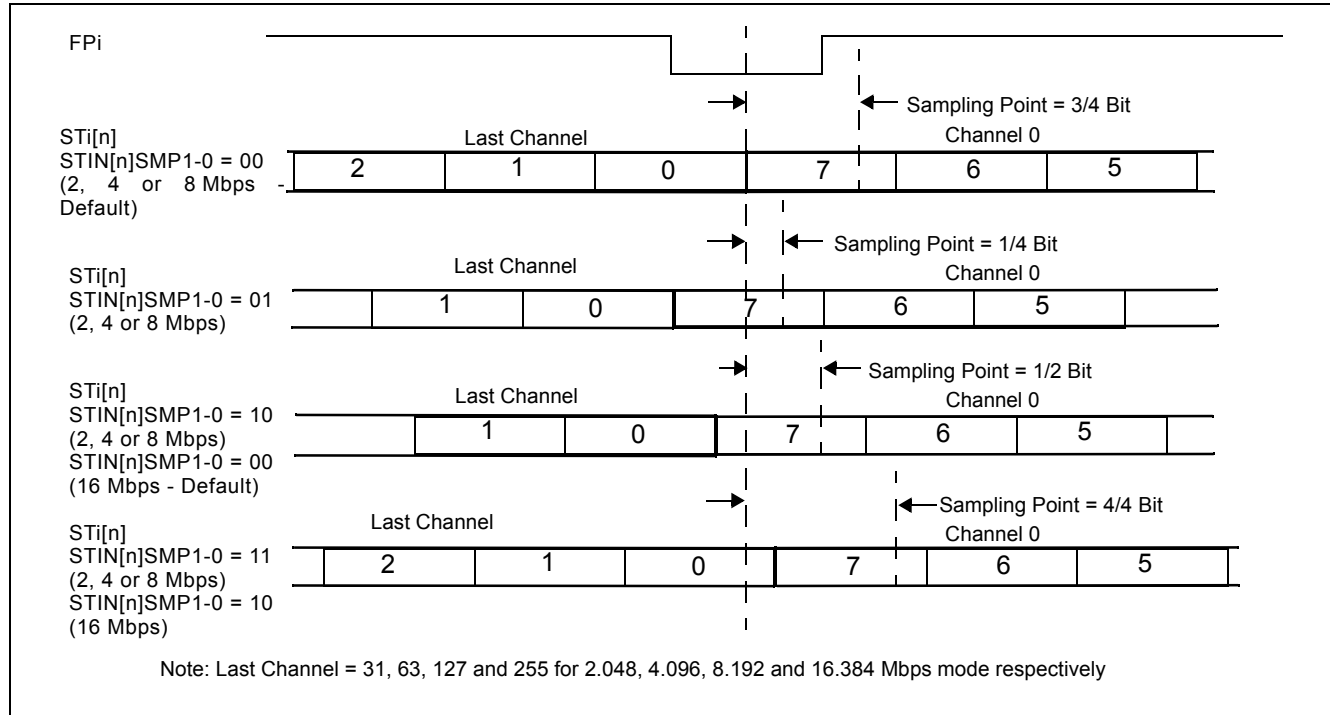 FPi
Sampling Point = 3/4 Bit
STi[n]
STIN[n]SMP1-0 = 00
(2, 4 or 8 Mbps -
Default)
Last Channel
Channel 0
2 1 0 7 6 5
Sampling Point = 1/4 Bit
STi[n]
STIN[n]SMP1-0 = 01
(2, 4 or 8 Mbps)
Last Channel
Channel 0
1 0 7 6 5
Sampling Point = 1/2 Bit
STi[n]
STIN[n]SMP1-0 = 10
(2, 4 or 8 Mbps)
STIN[n]SMP1-0 = 00
(16 Mbps - Default)
Last Channel
Channel 0
1 0 7 6 5
Sampling Point = 4/4 Bit
STi[n]
STIN[n]SMP1-0 = 11
(2, 4 or 8 Mbps)
STIN[n]SMP1-0 = 10
(16 Mbps)
Last Channel
Channel 0
2 1 0 7 6 5
Note: Last Channel = 31, 63, 127 and 255 for 2.048, 4.096, 8.192 and 16.384 Mbps mode respectively